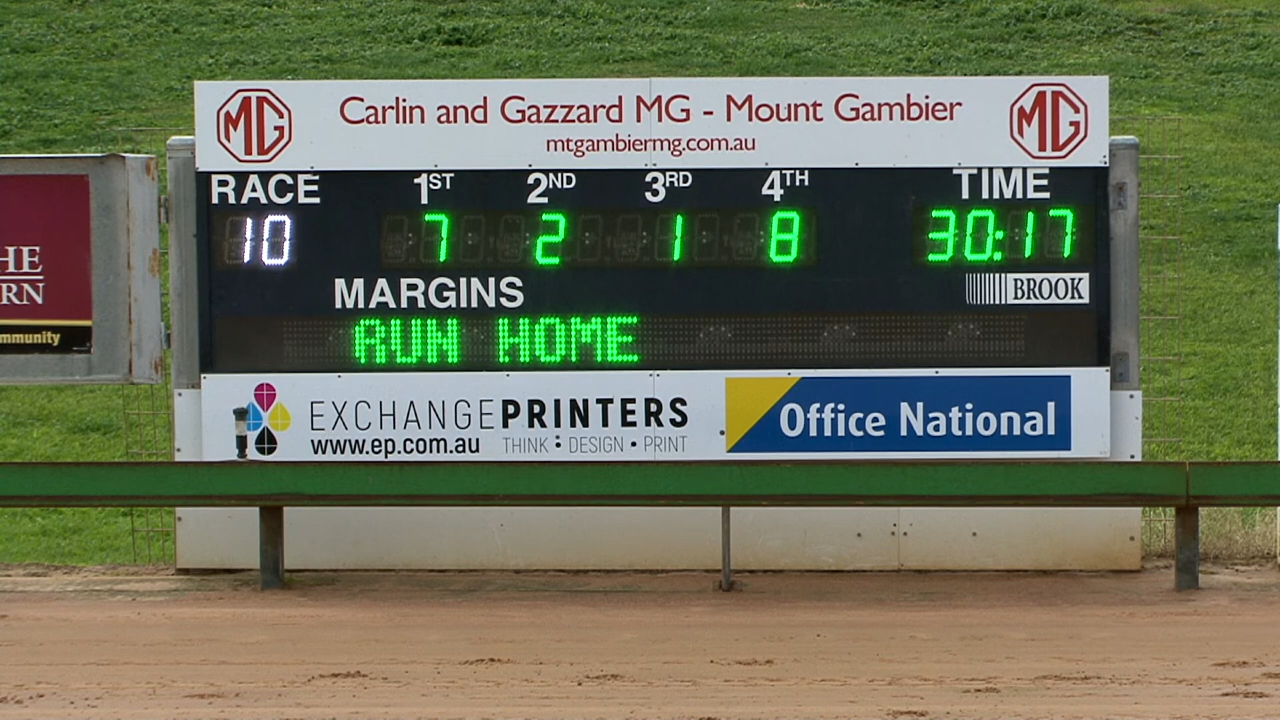 MG Carlin and Gazzard MG - Mount Gambier MG
mtgambiermg.com.au
RACE 1ST 2ND 3RD 4TH TIME
10 7 2 1 8 30:17
MARGINS BROOK
RUN HOME
EXCHANGEPRINTERS
www.ep.com.au THINK • DESIGN • PRINT
Office National
HE
RN
mmunity